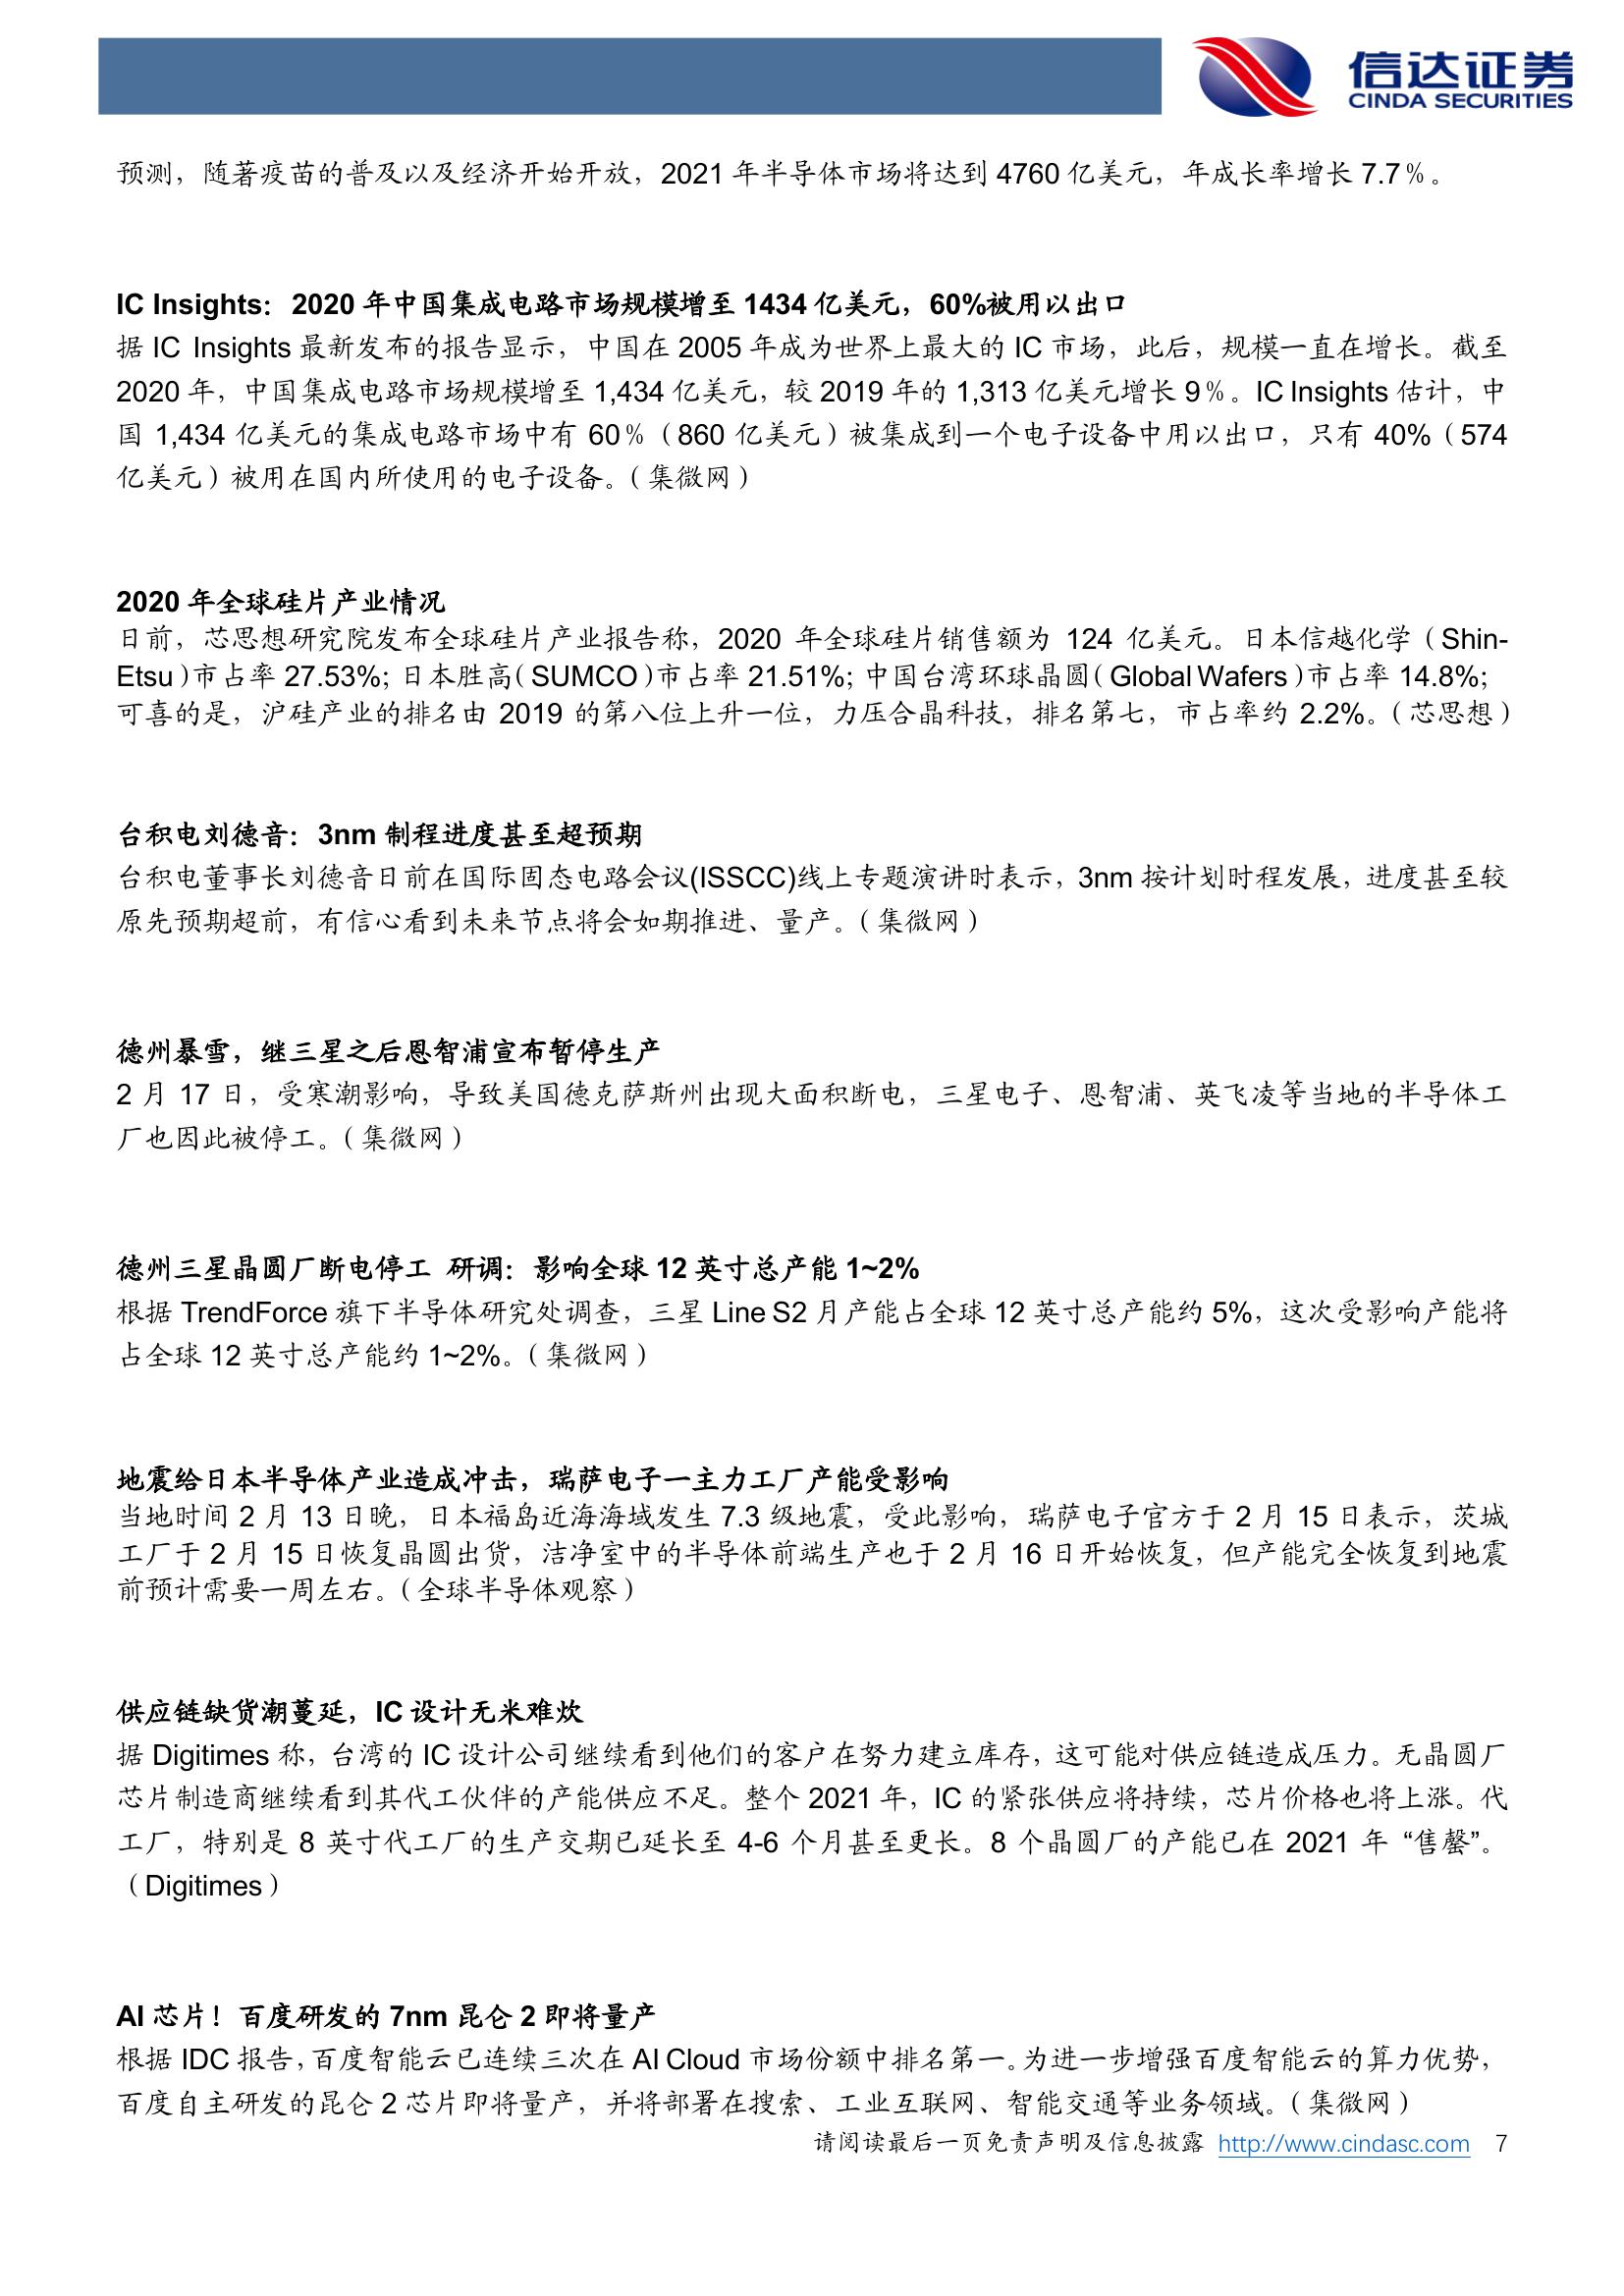 信达证券
CINDA SECURITIES
预测，随著疫苗的普及以及经济开始开放，2021 年半导体市场将达到 4760 亿美元，年成长率增长 7.7％。
IC Insights：2020 年中国集成电路市场规模增至 1434 亿美元，60%被用以出口
据 IC Insights 最新发布的报告显示，中国在 2005 年成为世界上最大的 IC 市场，此后，规模一直在增长。截至
2020 年，中国集成电路市场规模增至 1,434 亿美元，较 2019 年的 1,313 亿美元增长 9％。IC Insights 估计，中
国 1,434 亿美元的集成电路市场中有 60％（860 亿美元）被集成到一个电子设备中用以出口，只有 40%（574
亿美元）被用在国内所使用的电子设备。（集微网）
2020 年全球硅片产业情况
日前，芯思想研究院发布全球硅片产业报告称，2020 年全球硅片销售额为 124 亿美元。日本信越化学（Shin-
Etsu）市占率 27.53%；日本胜高（SUMCO）市占率 21.51%；中国台湾环球晶圆（Global Wafers）市占率 14.8%；
可喜的是，沪硅产业的排名由 2019 的第八位上升一位，力压合晶科技，排名第七，市占率约 2.2%。（芯思想）
台积电刘德音：3nm 制程进度甚至超预期
台积电董事长刘德音日前在国际固态电路会议(ISSCC)线上专题演讲时表示，3nm 按计划时程发展，进度甚至较
原先预期超前，有信心看到未来节点将会如期推进、量产。（集微网）
德州暴雪，继三星之后恩智浦宣布暂停生产
2 月 17 日，受寒潮影响，导致美国德克萨斯州出现大面积断电，三星电子、恩智浦、英飞凌等当地的半导体工
厂也因此被停工。（集微网）
德州三星晶圆厂断电停工 研调：影响全球 12 英寸总产能 1~2%
根据 TrendForce 旗下半导体研究处调查，三星 Line S2 月产能占全球 12 英寸总产能约 5%，这次受影响产能将
占全球 12 英寸总产能约 1~2%。（集微网）
地震给日本半导体产业造成冲击，瑞萨电子一主力工厂产能受影响
当地时间 2 月 13 日晚，日本福岛近海海域发生 7.3 级地震，受此影响，瑞萨电子官方于 2 月 15 日表示，茨城
工厂于 2 月 15 日恢复晶圆出货，洁净室中的半导体前端生产也于 2 月 16 日开始恢复，但产能完全恢复到地震
前预计需要一周左右。（全球半导体观察）
供应链缺货潮蔓延，IC 设计无米难炊
据 Digitimes 称，台湾的 IC 设计公司继续看到他们的客户在努力建立库存，这可能对供应链造成压力。无晶圆厂
芯片制造商继续看到其代工伙伴的产能供应不足。整个 2021 年，IC 的紧张供应将持续，芯片价格也将上涨。代
工厂，特别是 8 英寸代工厂的生产交期已延长至 4-6 个月甚至更长。8 个晶圆厂的产能已在 2021 年 “售罄”。
（Digitimes）
AI 芯片！百度研发的 7nm 昆仑 2 即将量产
根据 IDC 报告，百度智能云已连续三次在 AI Cloud 市场份额中排名第一。为进一步增强百度智能云的算力优势，
百度自主研发的昆仑 2 芯片即将量产，并将部署在搜索、工业互联网、智能交通等业务领域。（集微网）
请阅读最后一页免责声明及信息披露 http://www.cindasc.com 7